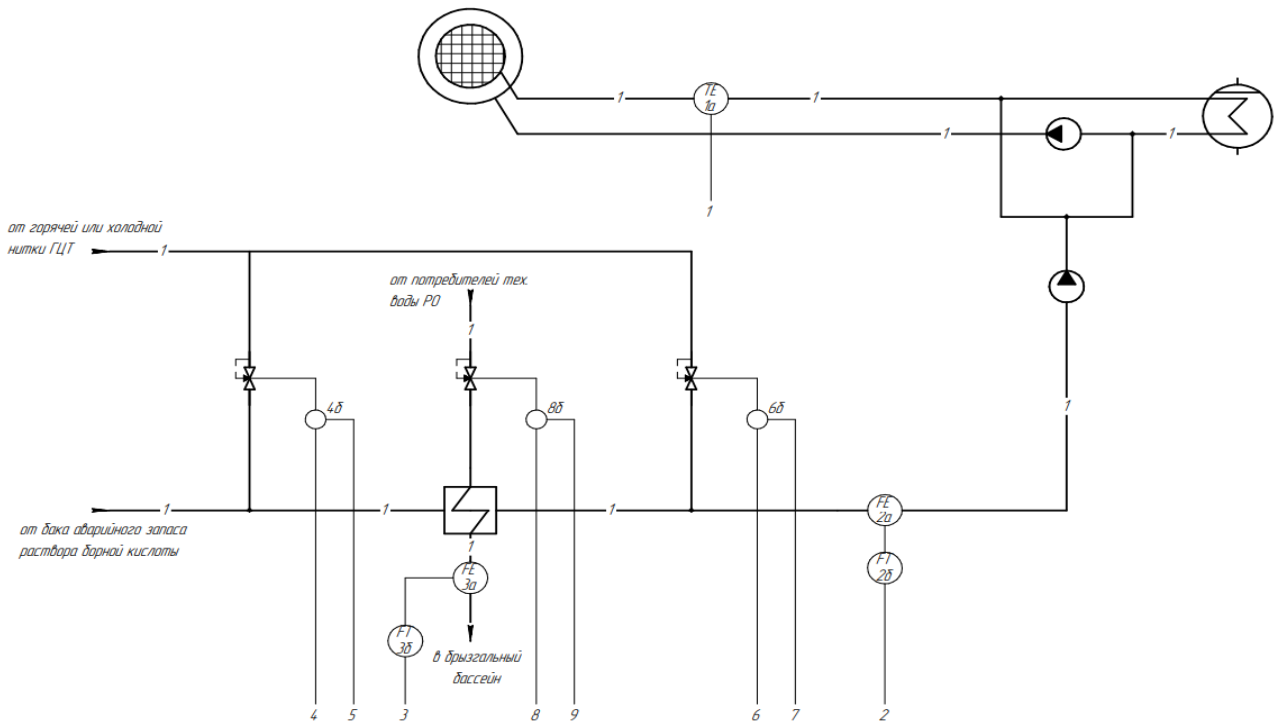 1
TE
1а
1
1
1
1
от горячей или холодной
нитки ГЦТ
1
от потребителей тех.
воды РО
1
4б
8б
6б
1
1
1
1
FE
2а
от бака аварийного запаса
раствора борной кислоты
1
FE
3а
FT
2б
FT
3б
в брызгальный
бассейн
4
5
3
8
9
6
7
2